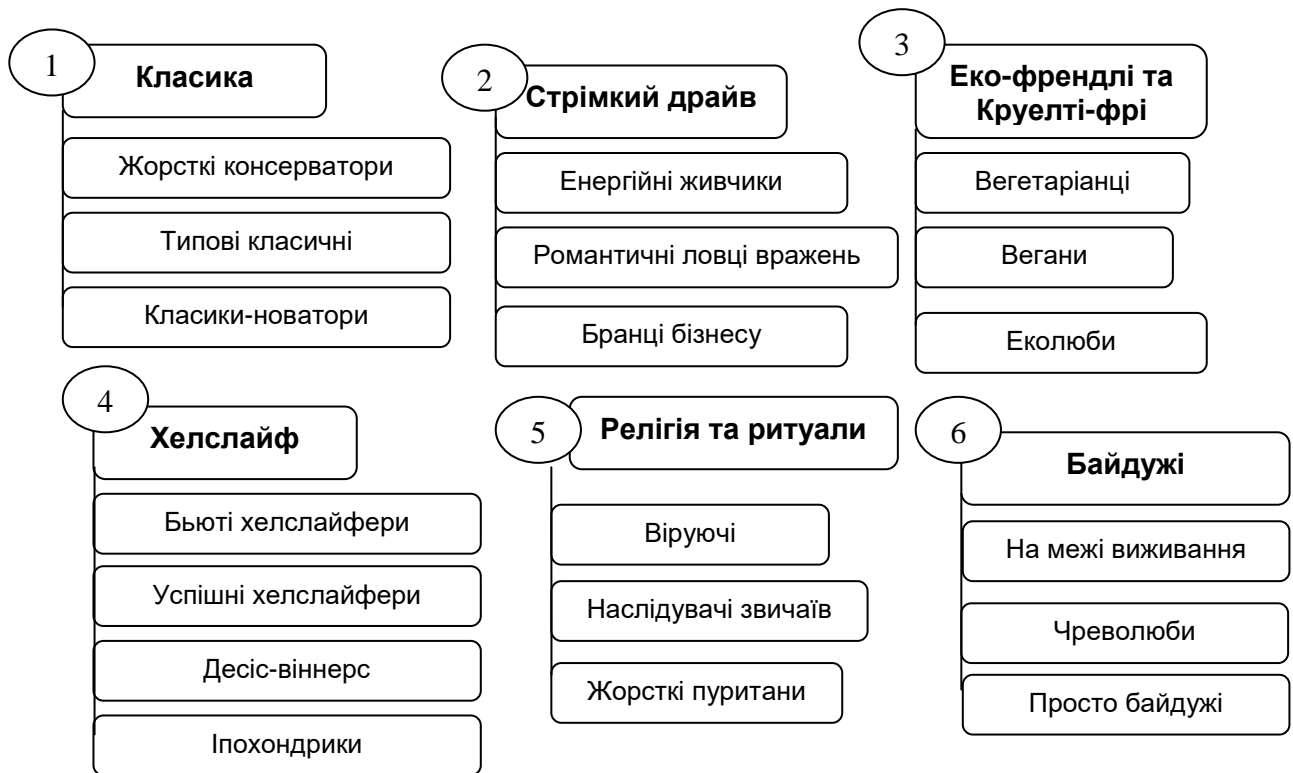 1
Класика
Жорсткі консерватори
Типові класичні
Класики-новатори
2
Стрімкий драйв
Енергійні живчики
Романтичні ловці вражень
Бранці бізнесу
3
Еко-френдлі та
Круелті-фрі
Вегетаріанці
Вегани
Еколюби
4
Хелслайф
Бьюті хелслайфери
Успішні хелслайфери
Десіс-віннерс
Іпохондрики
5
Релігія та ритуали
Віруючі
Наслідувачі звичаїв
Жорсткі пуритани
6
Байдужі
На межі виживання
Чреволюби
Просто байдужі